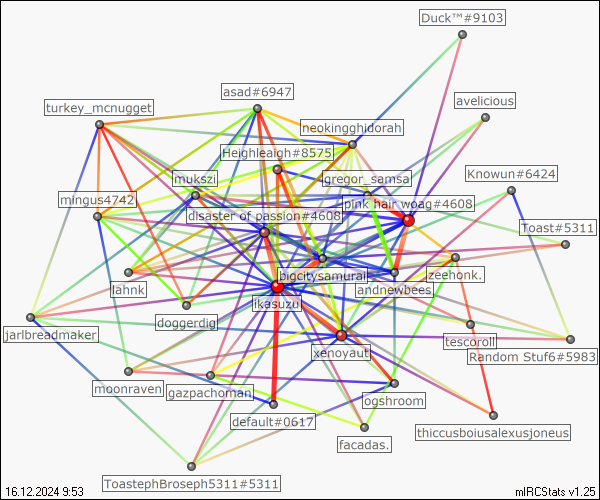 Duck™#9103
asad#6947
avelicious
turkey_mcnugget
neokingghidorah
Heighleaigh#8575
Knowun#6424
mukszi
gregor_samsa
mingus4742
pink hair woag#4608
disaster of passion#4608
Toast#5311
lahnk
bigcitysamurai
zeehonk.
ikasuzu
andnewbees
doggerdig
jarlbreadmaker
tescoroll
xenoyaut
Random Stuf6#5983
moonraven
gazpachoman
ogshroom
default#0617
thiccusboiusalexusjoneus
facadas.
ToastephBroseph5311#5311
16.12.2024 9:53
mIRCStats v1.25